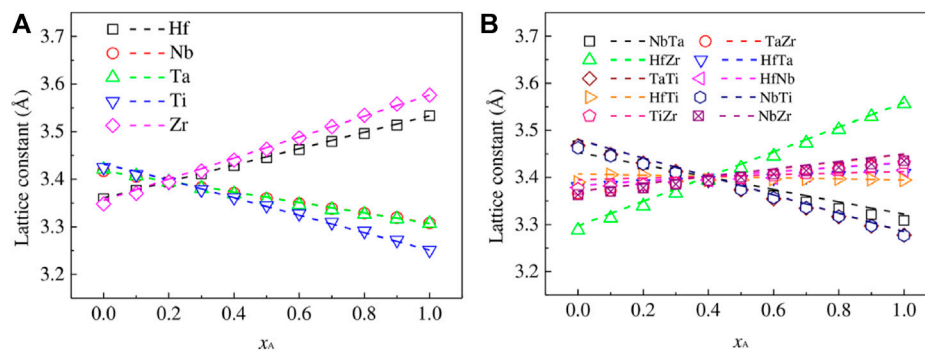 A
Lattice constant (Å)
3.7
3.6
3.5
3.4
3.3
3.2
Hf
Nb
Ta
Ti
Zr
0.0 0.2 0.4 0.6 0.8 1.0
xA
B
Lattice constant (Å)
3.7
3.6
3.5
3.4
3.3
3.2
NbTa TaZr
HfZr HfTa
TaTi HfNb
HfTi NbTi
TiZr NbZr
0.0 0.2 0.4 0.6 0.8 1.0
xA